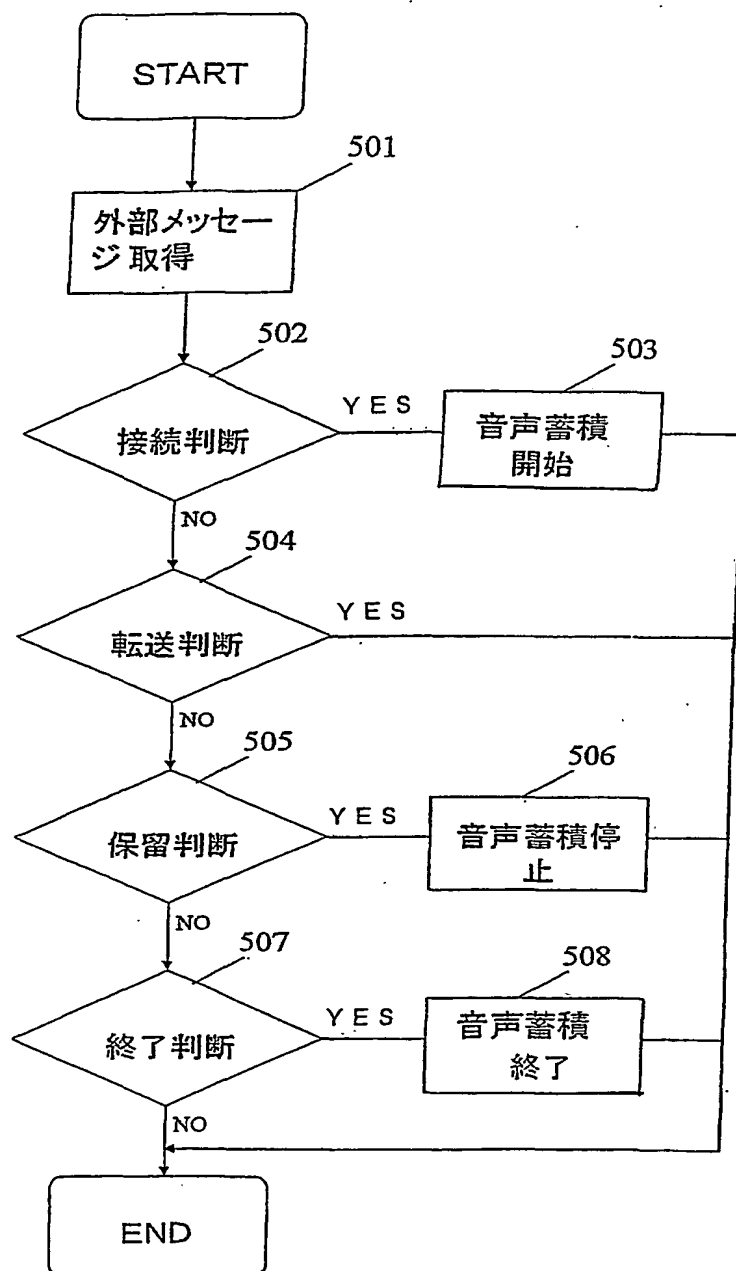 START
501
外部メッセー
ジ取得
502
接続判断
YES
503
音声蓄積
開始
NO
504
転送判断
YES
NO
505
保留判断
YES
506
音声蓄積停
止
NO
507
終了判断
YES
508
音声蓄積
終了
NO
END